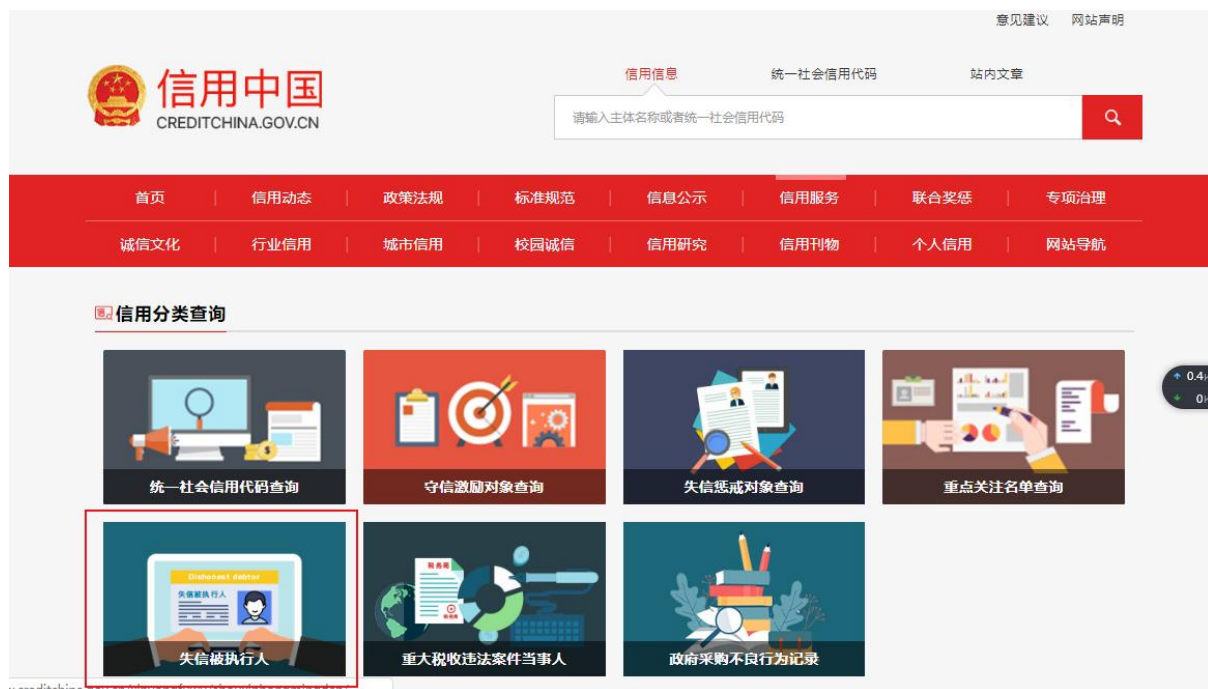 意见建议 网站声明
信用中国
CREDITCHINA.GOV.CN
信用信息 统一社会信用代码 站内文章
请输入主体名称或者统一社会信用代码
首页 信用动态 政策法规 标准规范 信息公示 信用服务 联合奖惩 专项治理
诚信文化 行业信用 城市信用 校园诚信 信用研究 信用刊物 个人信用 网站导航
信用分类查询
统一社会信用代码查询 守信激励对象查询 失信惩戒对象查询 重点关注名单查询
↑ 0.4
↓ 0
Dishonest debtor
失信被执行人
税务局
失信被执行人 重大税收违法案件当事人 政府采购不良行为记录